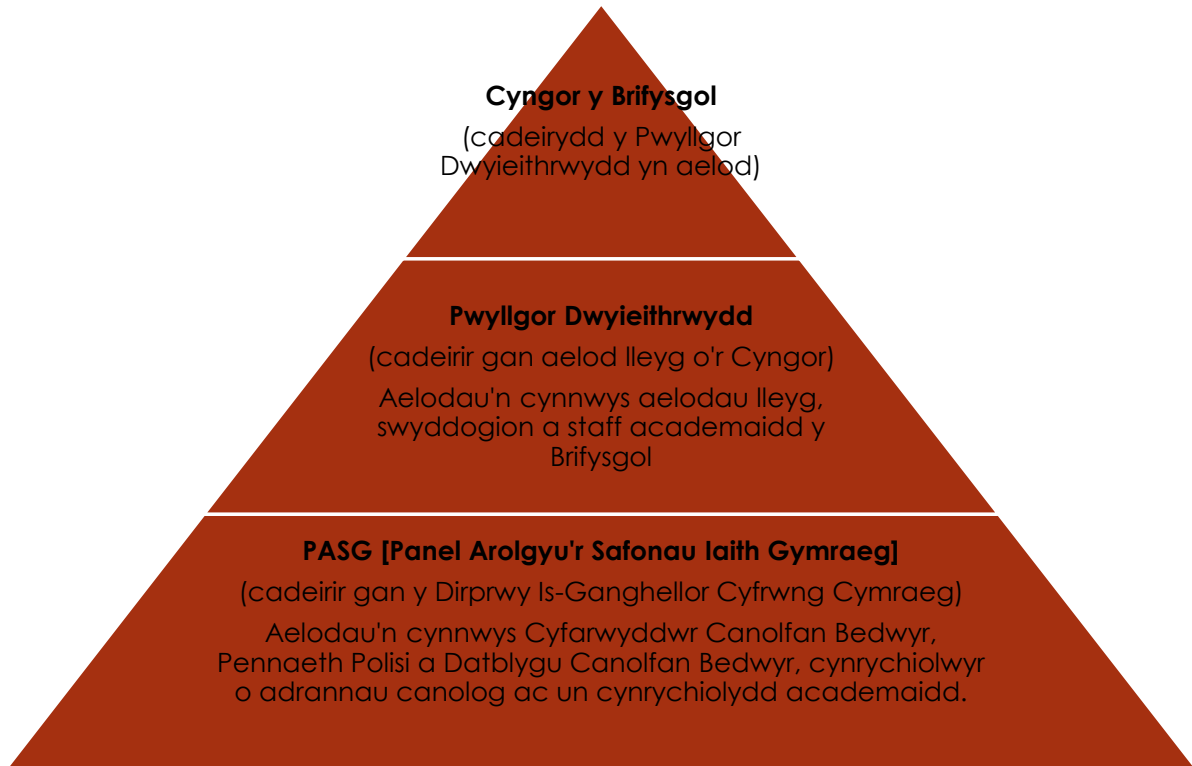 Cyngor y Brifysgol
(cadeirydd y Pwyllgor
Dwyieithrwydd yn aelod)
Pwyllgor Dwyieithrwydd
(cadeirir gan aelod lleyg o'r Cyngor)
Aelodau'n cynnwys aelodau lleyg,
swyddogion a staff academaidd y
Brifysgol
PASG [Panel Arolgyu'r Safonau Iaith Gymraeg]
(cadeirir gan y Dirprwy Is-Ganghellor Cyfrwng Cymraeg)
Aelodau'n cynnwys Cyfarwyddwr Canolfan Bedwyr,
Pennaeth Polisi a Datblygu Canolfan Bedwyr, cynrychiolwyr
o adrannau canolog ac un cynrychiolydd academaidd.